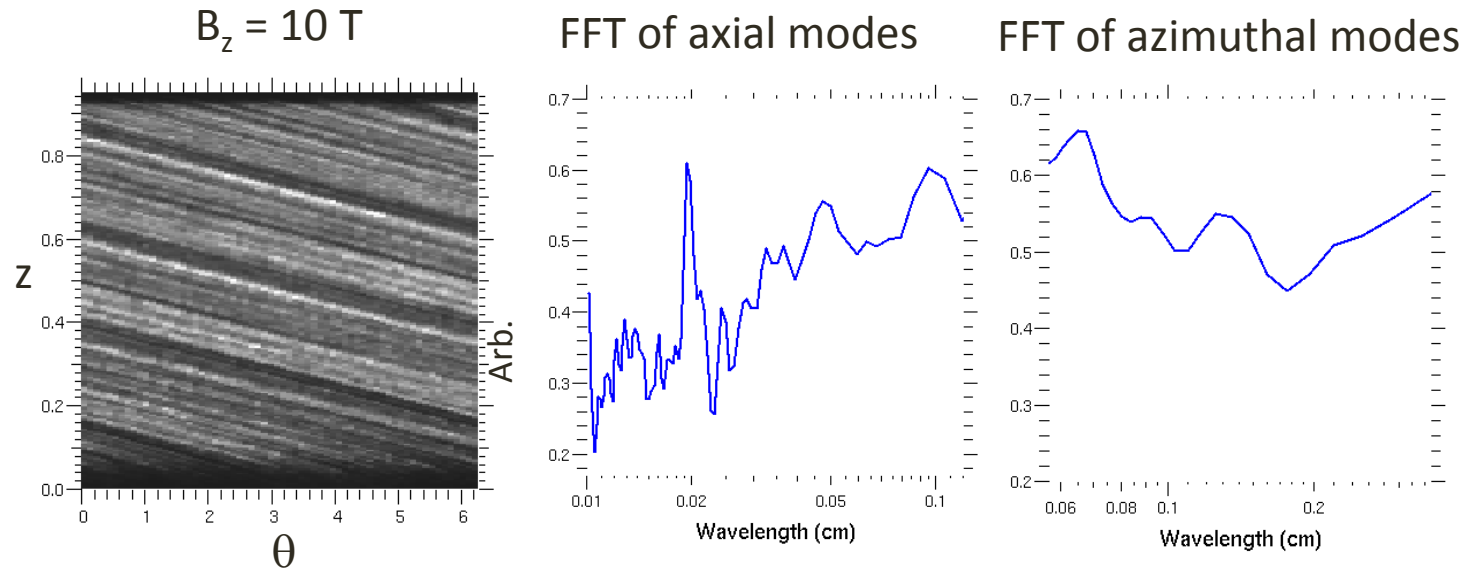 B_z = 10 T
FFT of axial modes
FFT of azimuthal modes
0.8
0.6
0.4
0.2
0.0
0 1 2 3 4 5 6
z
θ
Arb.
0.7
0.6
0.5
0.4
0.3
0.2
0.01 0.02 0.05 0.1
Wavelength (cm)
0.7
0.6
0.5
0.4
0.3
0.2
0.06 0.08 0.1 0.2
Wavelength (cm)